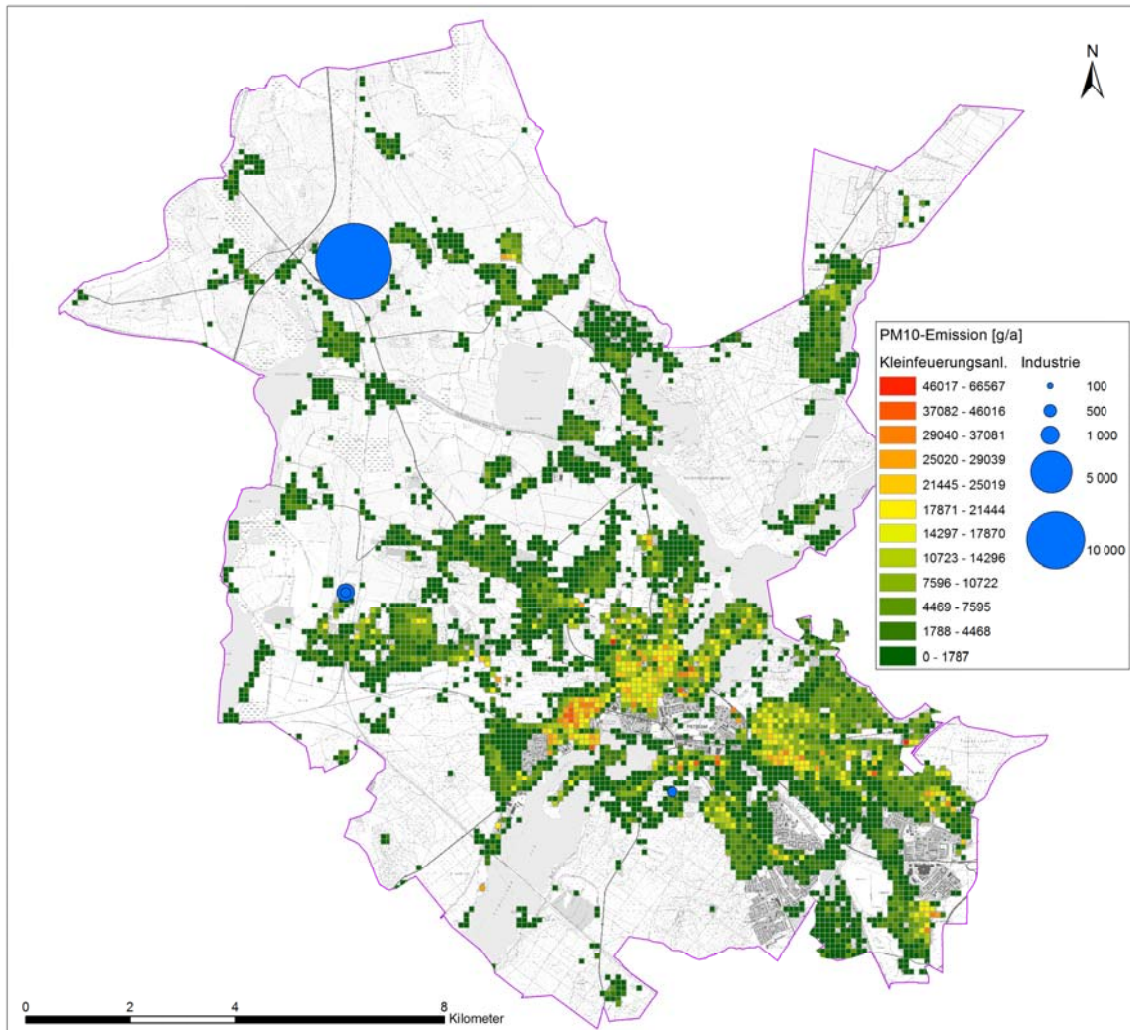 N
PM10-Emission [g/a]
Kleinfeuerungsanl. Industrie
46017 - 66567 100
37082 - 46016 500
29040 - 37081 1 000
25020 - 29039
21445 - 25019 5 000
17871 - 21444
14297 - 17870
10723 - 14296 10 000
7596 - 10722
4469 - 7595
1788 - 4468
0 - 1787
0 2 4 8
Kilometer